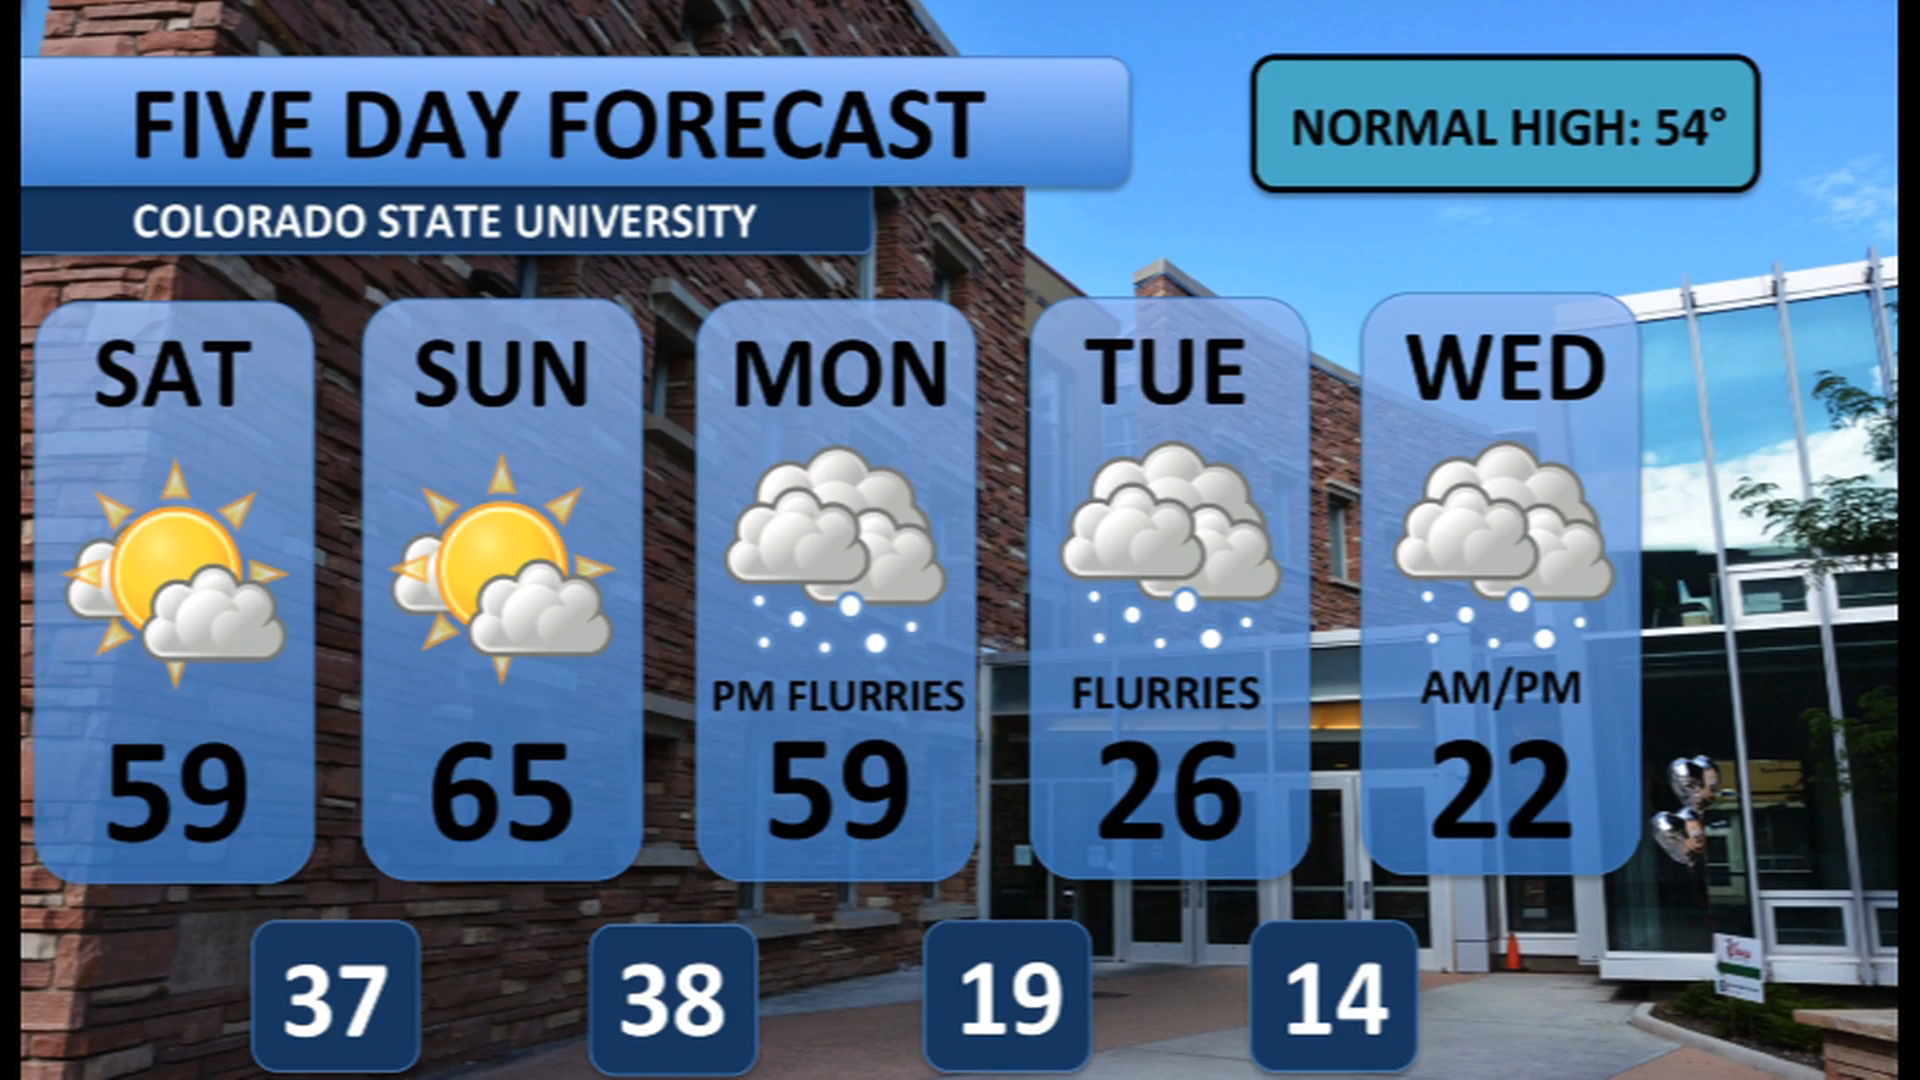 FIVE DAY FORECAST
NORMAL HIGH: 54°
COLORADO STATE UNIVERSITY
SAT
SUN
MON
TUE
WED
PM FLURRIES
FLURRIES
AM/PM
59
65
59
26
22
37
38
19
14